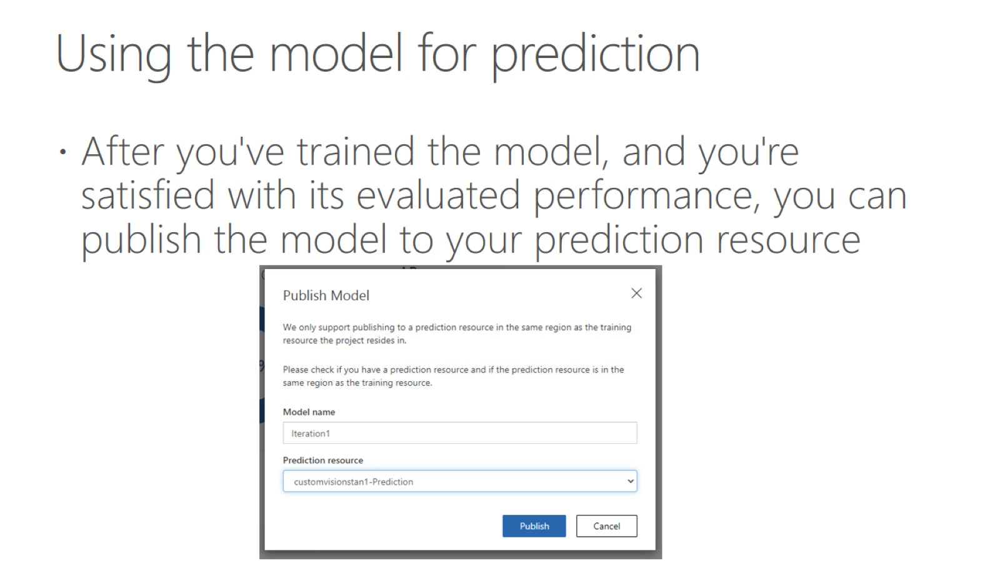 Using the model for prediction
• After you've trained the model, and you're
satisfied with its evaluated performance, you can
publish the model to your prediction resource
Publish Model
We only support publishing to a prediction resource in the same region as the training
resource the project resides in.
Please check if you have a prediction resource and if the prediction resource is in the
same region as the training resource.
Model name
Iteration1
Prediction resource
customvisionstan1-Prediction
Publish
Cancel